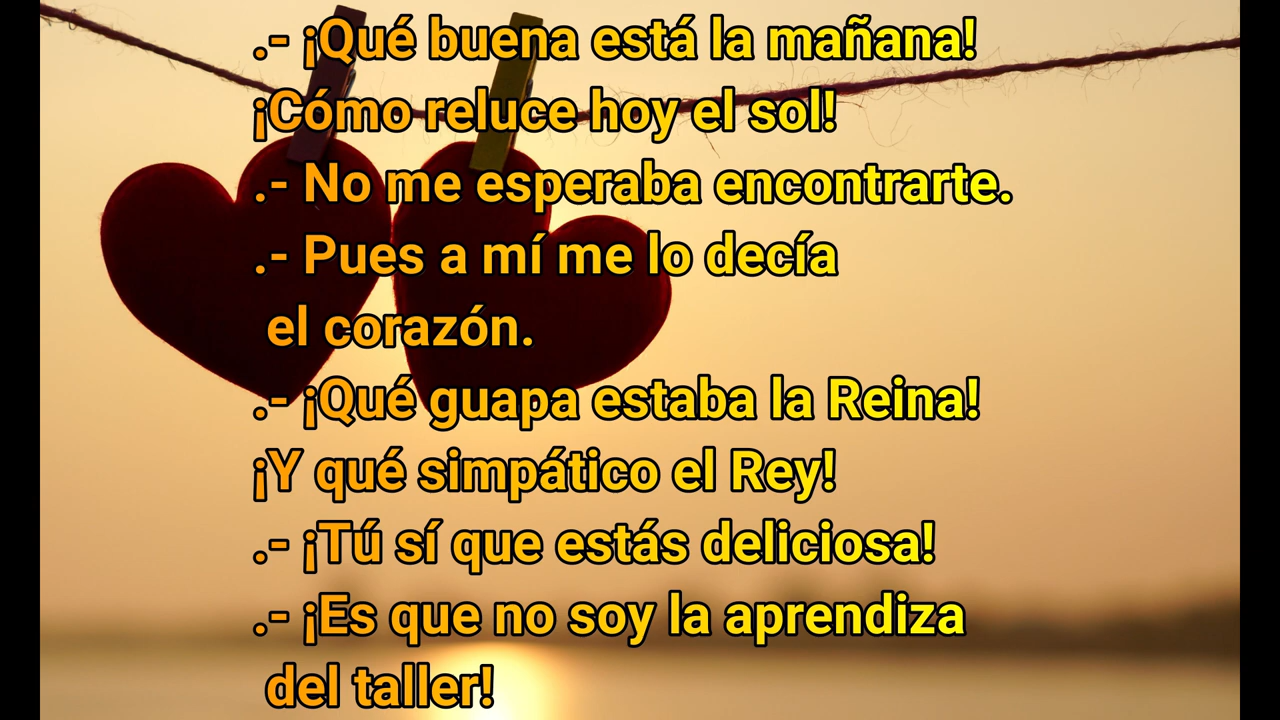 .- ¡Qué buena está la mañana!
¡Cómo reluce hoy el sol!
.- No me esperaba encontrarte.
.- Pues a mí me lo decía
el corazón.
.- ¡Qué guapa estaba la Reina!
¡Y qué simpático el Rey!
.- ¡Tú sí que estás deliciosa!
.- ¡Es que no soy la aprendiza
del taller!